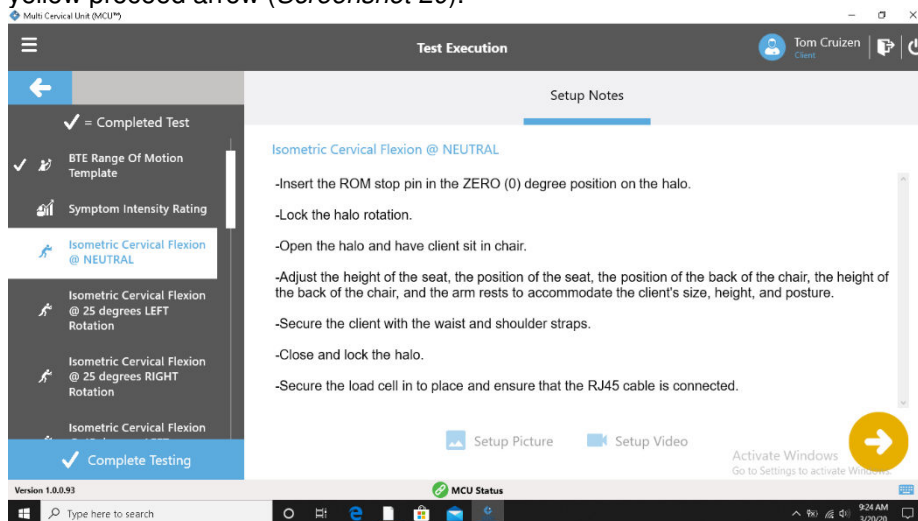 yellow proceed arrow (Screenshot 29).
Multi Cervical Unit (MCU™)
Test Execution
Tom Cruizen
Client
✓ = Completed Test
BTE Range Of Motion
Template
Symptom Intensity Rating
Isometric Cervical Flexion
@ NEUTRAL
Isometric Cervical Flexion
@ 25 degrees LEFT
Rotation
Isometric Cervical Flexion
@ 25 degrees RIGHT
Rotation
Isometric Cervical Flexion
Complete Testing
Setup Notes
Isometric Cervical Flexion @ NEUTRAL
-Insert the ROM stop pin in the ZERO (0) degree position on the halo.
-Lock the halo rotation.
-Open the halo and have client sit in chair.
-Adjust the height of the seat, the position of the seat, the position of the back of the chair, the height of
the back of the chair, and the arm rests to accommodate the client's size, height, and posture.
-Secure the client with the waist and shoulder straps.
-Close and lock the halo.
-Secure the load cell in to place and ensure that the RJ45 cable is connected.
Setup Picture
Setup Video
Activate Windows
Go to Settings to activate Windows.
Version 1.0.0.93
MCU Status
Type here to search
9:24 AM
3/20/20